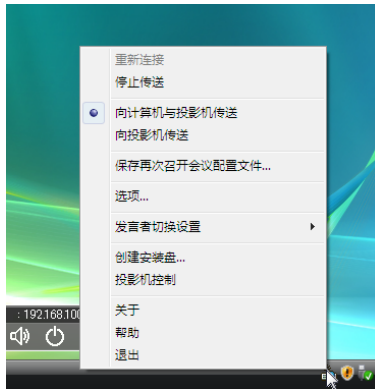 重新连接
停止传送
向计算机与投影机传送
向投影机传送
保存再次召开会议配置文件...
选项...
发言者切换设置
创建安装盘...
投影机控制
关于
帮助
退出
: 192.168.100